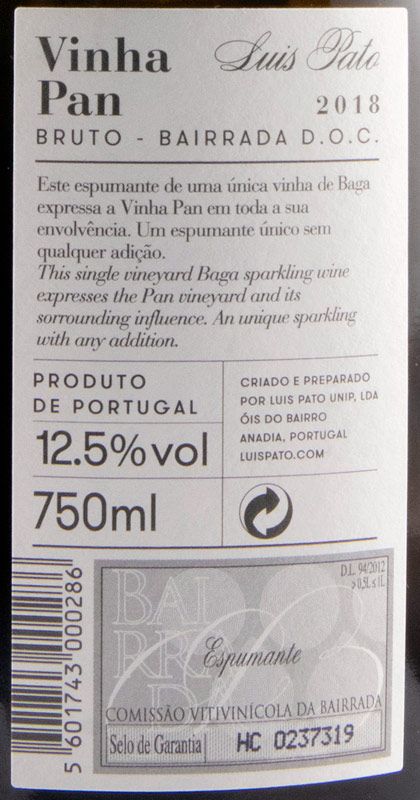 Vinha
Pan
Luis Pato
2018
BRUTO - BAIRRADA D.O.C.
Este espumante de uma única vinha de Baga
expressa a Vinha Pan em toda a sua
envolvência. Um espumante único sem
qualquer adição.
This single vineyard Baga sparkling wine
expresses the Pan vineyard and its
sorrounding influence. An unique sparkling
with any addition.
PRODUTO
DE PORTUGAL
12.5%vol
750ml
CRIADO E PREPARADO
POR LUIS PATO UNIP, LDA
ÓIS DO BAIRRO
ANADIA, PORTUGAL
LUISPATO.COM
5 601743 000286
D.L. 94/2012
> 0,5L ≤ 1L
BAI
RRA
DA
Espumante
COMISSÃO VITIVINÍCOLA DA BAIRRADA
Selo de Garantia
HC 0237319